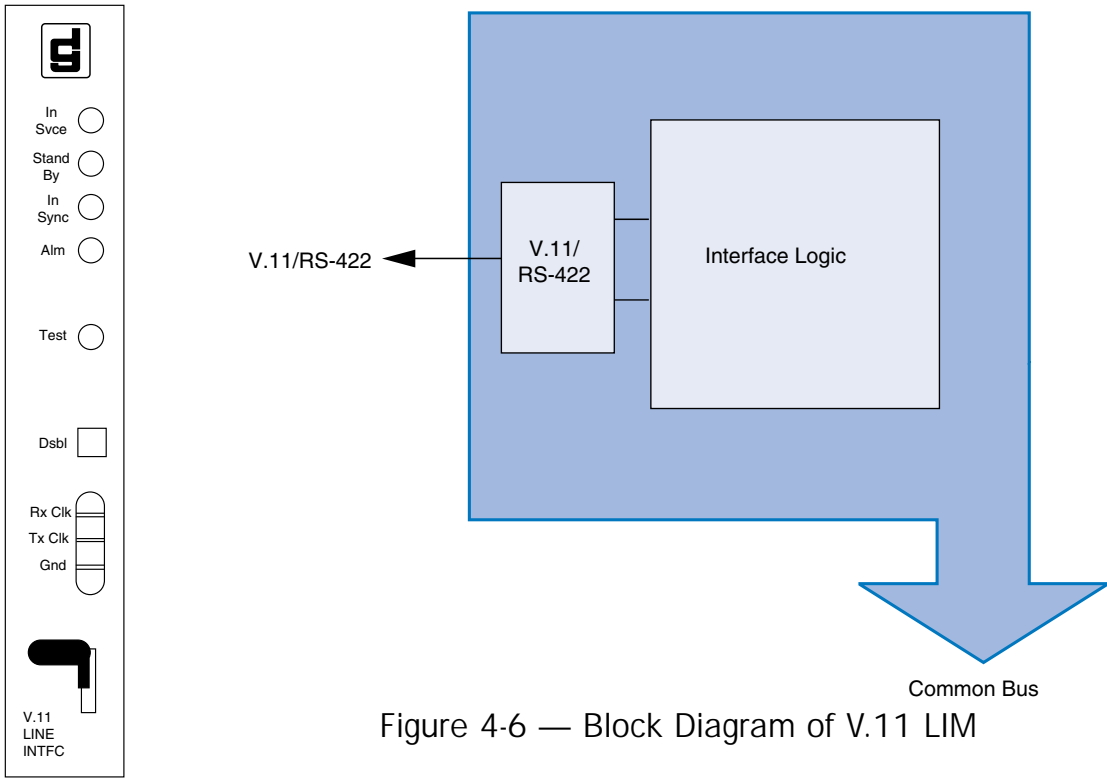 In
Svce
Stand
By
In
Sync
Alm
Test
Dsbl
Rx Clk
Tx Clk
Gnd
V.11
LINE
INTFC
V.11/RS-422
V.11/
RS-422
Interface Logic
Common Bus
Figure 4-6 — Block Diagram of V.11 LIM